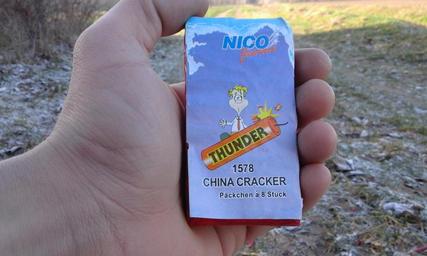 NICO
THUNDER
1578
CHINA CRACKER
Päckchen à 8 Stück